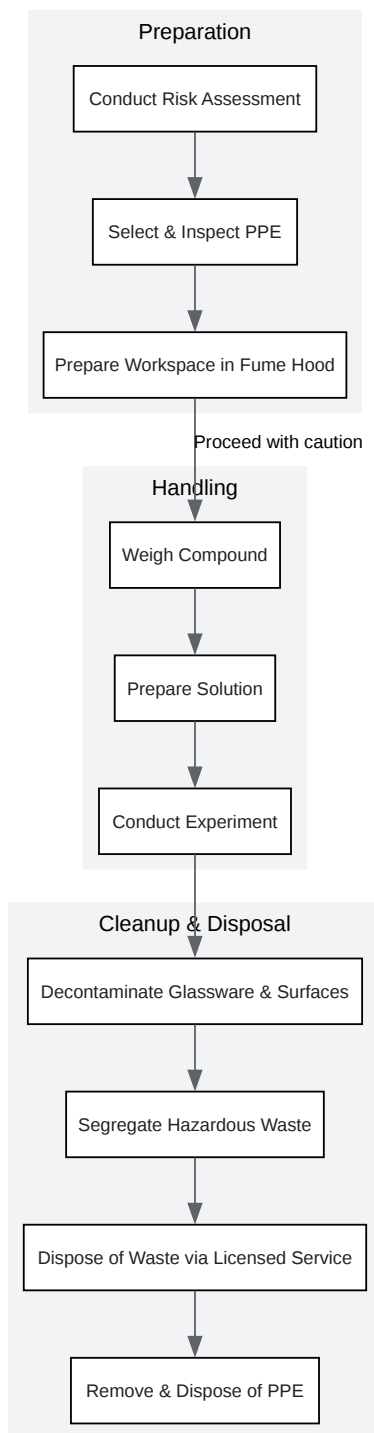 Preparation
Conduct Risk Assessment
Select & Inspect PPE
Prepare Workspace in Fume Hood
Proceed with caution
Handling
Weigh Compound
Prepare Solution
Conduct Experiment
Cleanup & Disposal
Decontaminate Glassware & Surfaces
Segregate Hazardous Waste
Dispose of Waste via Licensed Service
Remove & Dispose of PPE